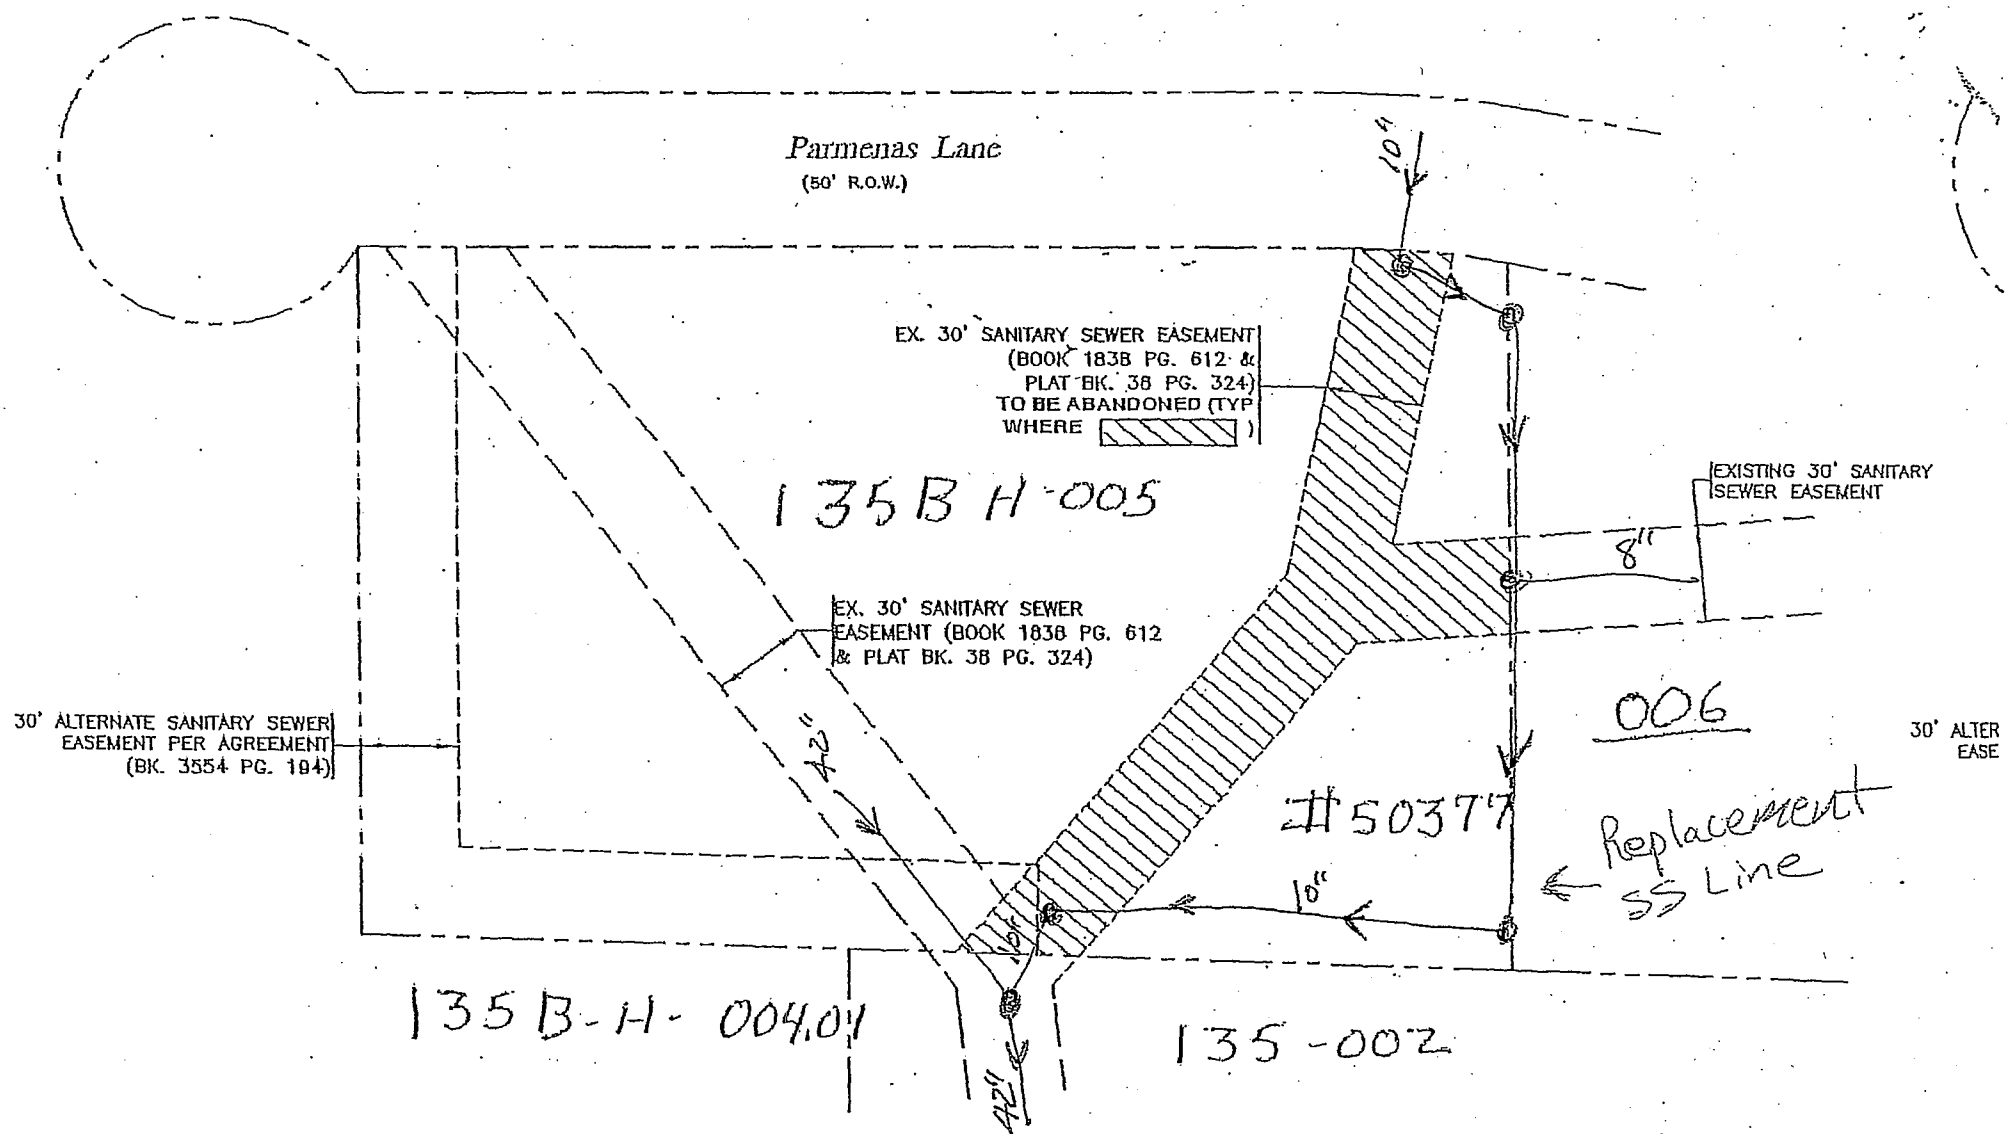 Parmenas Lane
(50' R.O.W.)
10"
EX. 30' SANITARY SEWER EASEMENT
(BOOK 1838 PG. 612 &
PLAT BK. 38 PG. 324)
TO BE ABANDONED (TYP
WHERE )
135B H-005
EXISTING 30' SANITARY
SEWER EASEMENT
8"
EX. 30' SANITARY SEWER
EASEMENT (BOOK 1838 PG. 612
& PLAT BK. 38 PG. 324)
30' ALTERNATE SANITARY SEWER
EASEMENT PER AGREEMENT
(BK. 3554 PG. 194)
42"
006
30' ALTER
EASE
#50377
Replacement
SS Line
10"
10"
135B-H-004.01
135-002
42"